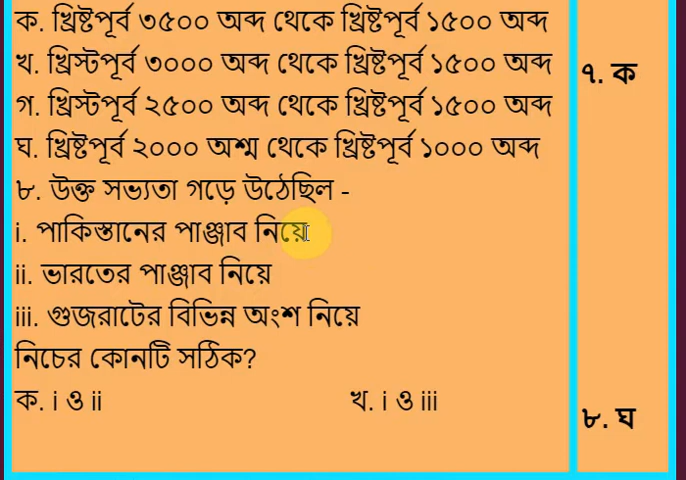 ক. খ্রিষ্টপূর্ব ৩৫০০ অব্দ থেকে খ্রিষ্টপূর্ব ১৫০০ অব্দ
খ. খ্রিস্টপূর্ব ৩০০০ অব্দ থেকে খ্রিষ্টপূর্ব ১৫০০ অব্দ
৭. ক
গ. খ্রিস্টপূর্ব ২৫০০ অব্দ থেকে খ্রিষ্টপূর্ব ১৫০০ অব্দ
ঘ. খ্রিষ্টপূর্ব ২০০০ অশ্ম থেকে খ্রিষ্টপূর্ব ১০০০ অব্দ
৮. উক্ত সভ্যতা গড়ে উঠেছিল -
i. পাকিস্তানের পাঞ্জাব নিয়ে
ii. ভারতের পাঞ্জাব নিয়ে
iii. গুজরাটের বিভিন্ন অংশ নিয়ে
নিচের কোনটি সঠিক?
ক. i ও ii খ. i ও iii
৮. ঘ